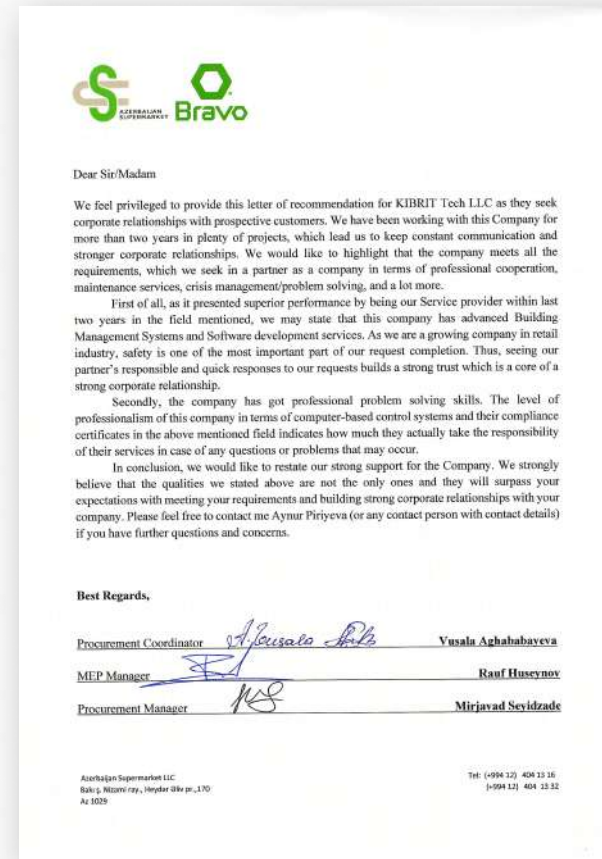 AZERBAIJAN
SUPERMARKET
Bravo
Dear Sir/Madam
We feel privileged to provide this letter of recommendation for KIBRIT Tech LLC as they seek
corporate relationships with prospective customers. We have been working with this Company for
more than two years in plenty of projects, which lead us to keep constant communication and
stronger corporate relationships. We would like to highlight that the company meets all the
requirements, which we seek in a partner as a company in terms of professional cooperation,
maintenance services, crisis management/problem solving, and a lot more.
First of all, as it presented superior performance by being our Service provider within last
two years in the field mentioned, we may state that this company has advanced Building
Management Systems and Software development services. As we are a growing company in retail
industry, safety is one of the most important part of our request completion. Thus, seeing our
partner's responsible and quick responses to our requests builds a strong trust which is a core of a
strong corporate relationship.
Secondly, the company has got professional problem solving skills. The level of
professionalism of this company in terms of computer-based control systems and their compliance
certificates in the above mentioned field indicates how much they actually take the responsibility
of their services in case of any questions or problems that may occur.
In conclusion, we would like to restate our strong support for the Company. We strongly
believe that the qualities we stated above are not the only ones and they will surpass your
expectations with meeting your requirements and building strong corporate relationships with your
company. Please feel free to contact me Aynur Piriyeva (or any contact person with contact details)
if you have further questions and concerns.
Best Regards,
Procurement Coordinator Vusala Aghababayeva
MEP Manager Rauf Huseynov
Procurement Manager Mirjavad Seyidzade
Azerbaijan Supermarket LLC
Bakı ş. Nizami ray., Heydər Əliv pr.,170
Az 1029
Tel: (+994 12) 404 13 16
(+994 12) 404 13 32